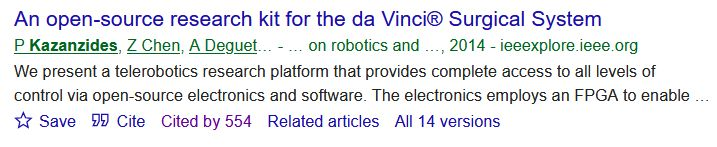 An open-source research kit for the da Vinci® Surgical System
P Kazanzides, Z Chen, A Deguet… - … on robotics and …, 2014 - ieeexplore.ieee.org
We present a telerobotics research platform that provides complete access to all levels of
control via open-source electronics and software. The electronics employs an FPGA to enable …
Save Cite Cited by 554 Related articles All 14 versions